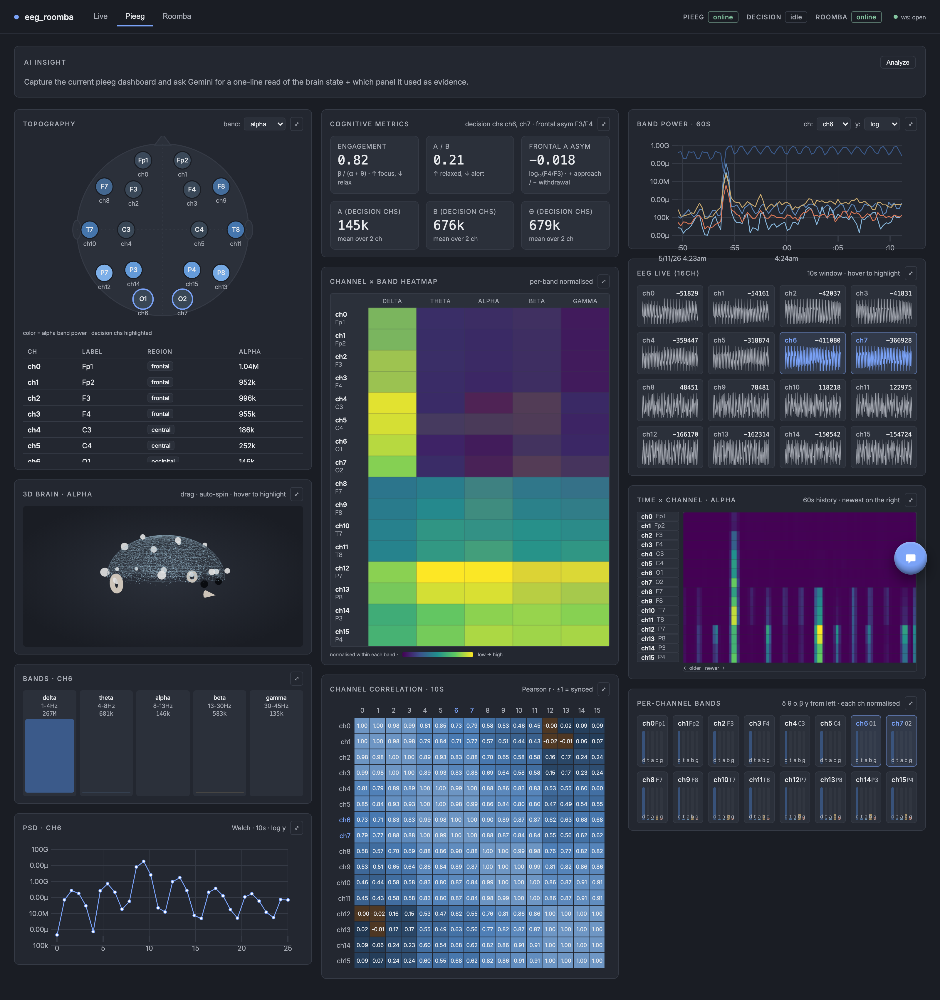 eeg_roomba Live Pieeg Roomba PIEEG online DECISION idle ROOMBA online ws: open
AI INSIGHT Analyze
Capture the current pieeg dashboard and ask Gemini for a one-line read of the brain state + which panel it used as evidence.
TOPOGRAPHY band: alpha
Fp1 Fp2
ch0 ch1
F7 F3 F4 F8
ch8 ch2 ch3 ch9
T7 C3 C4 T8
ch10 ch4 ch5 ch11
P7 P3 P4 P8
ch12 ch14 ch15 ch13
O1 O2
ch6 ch7
color = alpha band power · decision chs highlighted
CH LABEL REGION ALPHA
ch0 Fp1 frontal 1.04M
ch1 Fp2 frontal 952k
ch2 F3 frontal 996k
ch3 F4 frontal 955k
ch4 C3 central 186k
ch5 C4 central 252k
ch6 O1 occipital 146k
3D BRAIN · ALPHA drag · auto-spin · hover to highlight
BANDS · CH6
delta theta alpha beta gamma
1-4Hz 4-8Hz 8-13Hz 13-30Hz 30-45Hz
267M 681k 146k 583k 135k
PSD · CH6 Welch · 10s · log y
100G
0.00µ
1.00G
0.00µ
10.0M
0.00µ
100k
0 5 10 15 20 25
COGNITIVE METRICS decision chs ch6, ch7 · frontal asym F3/F4
ENGAGEMENT
0.82
β / (α + θ) · ↑ focus, ↓
relax
A / B
0.21
↑ relaxed, ↓ alert
FRONTAL A ASYM
−0.018
log₁₀(F4/F3) · + approach
/ − withdrawal
A (DECISION CHS)
145k
mean over 2 ch
B (DECISION CHS)
676k
mean over 2 ch
Θ (DECISION CHS)
679k
mean over 2 ch
CHANNEL × BAND HEATMAP per-band normalised
DELTA THETA ALPHA BETA GAMMA
ch0
Fp1
ch1
Fp2
ch2
F3
ch3
F4
ch4
C3
ch5
C4
ch6
O1
ch7
O2
ch8
F7
ch9
F8
ch10
T7
ch11
T8
ch12
P7
ch13
P8
ch14
P3
ch15
P4
normalised within each band · low → high
CHANNEL CORRELATION · 10S Pearson r · ±1 = synced
0 1 2 3 4 5 6 7 8 9 10 11 12 13 14 15
ch0 1.00 1.00 0.98 0.99 0.81 0.85 0.73 0.79 0.58 0.53 0.46 0.45 -0.00 0.02 0.09 0.09
ch1 1.00 1.00 0.98 0.98 0.79 0.84 0.71 0.77 0.57 0.51 0.44 0.43 -0.02 -0.01 0.06 0.07
ch2 0.98 0.98 1.00 1.00 0.89 0.93 0.83 0.88 0.70 0.65 0.58 0.58 0.16 0.17 0.24 0.24
ch3 0.99 0.98 1.00 1.00 0.89 0.93 0.83 0.88 0.69 0.64 0.58 0.58 0.15 0.17 0.23 0.24
ch4 0.81 0.79 0.89 0.89 1.00 1.00 0.99 1.00 0.88 0.86 0.83 0.83 0.53 0.55 0.60 0.60
ch5 0.85 0.84 0.93 0.93 1.00 1.00 0.98 0.99 0.86 0.84 0.80 0.80 0.47 0.49 0.54 0.55
ch6 0.73 0.71 0.83 0.83 0.99 0.98 1.00 1.00 0.90 0.89 0.87 0.87 0.62 0.63 0.68 0.68
ch7 0.79 0.77 0.88 0.88 1.00 0.99 1.00 1.00 0.88 0.87 0.84 0.84 0.55 0.56 0.62 0.62
ch8 0.58 0.57 0.70 0.69 0.88 0.86 0.90 0.88 1.00 1.00 0.99 0.98 0.76 0.77 0.82 0.82
ch9 0.53 0.51 0.65 0.64 0.86 0.84 0.89 0.87 1.00 1.00 1.00 0.99 0.81 0.82 0.86 0.86
ch10 0.46 0.44 0.58 0.58 0.83 0.80 0.87 0.84 0.99 1.00 1.00 1.00 0.86 0.87 0.91 0.91
ch11 0.45 0.43 0.58 0.58 0.83 0.80 0.87 0.84 0.98 0.99 1.00 1.00 0.86 0.87 0.91 0.91
ch12 -0.00 -0.02 0.16 0.15 0.53 0.47 0.62 0.55 0.76 0.81 0.86 0.86 1.00 1.00 1.00 1.00
ch13 0.02 -0.01 0.17 0.17 0.55 0.49 0.63 0.56 0.77 0.82 0.87 0.87 1.00 1.00 1.00 1.00
ch14 0.09 0.06 0.24 0.23 0.60 0.54 0.68 0.62 0.82 0.86 0.91 0.91 1.00 1.00 1.00 1.00
ch15 0.09 0.07 0.24 0.24 0.60 0.55 0.68 0.62 0.82 0.86 0.91 0.91 1.00 1.00 1.00 1.00
BAND POWER · 60S ch: ch6 y: log
1.00G
0.00µ
10.0M
0.00µ
100k
0.00µ
:50 :55 :00 :05 :10
5/11/26 4:23am 4:24am
EEG LIVE (16CH) 10s window · hover to highlight
ch0 −51829 ch1 −54161 ch2 −42037 ch3 −41831
ch4 −359447 ch5 −318874 ch6 −411080 ch7 −366928
ch8 48451 ch9 78481 ch10 118218 ch11 122975
ch12 −166170 ch13 −162314 ch14 −150542 ch15 −154724
TIME × CHANNEL · ALPHA 60s history · newest on the right
ch0 Fp1
ch1 Fp2
ch2 F3
ch3 F4
ch4 C3
ch5 C4
ch6 O1
ch7 O2
ch8 F7
ch9 F8
ch10 T7
ch11 T8
ch12 P7
ch13 P8
ch14 P3
ch15 P4
← older | newer →
PER-CHANNEL BANDS δ θ α β γ from left · each ch normalised
ch0 Fp1 ch1 Fp2 ch2 F3 ch3 F4 ch4 C3 ch5 C4 ch6 O1 ch7 O2
d t a b g d t a b g d t a b g d t a b g d t a b g d t a b g d t a b g d t a b g
ch8 F7 ch9 F8 ch10 T7 ch11 T8 ch12 P7 ch13 P8 ch14 P3 ch15 P4
d t a b g d t a b g d t a b g d t a b g d t a b g d t a b g d t a b g d t a b g